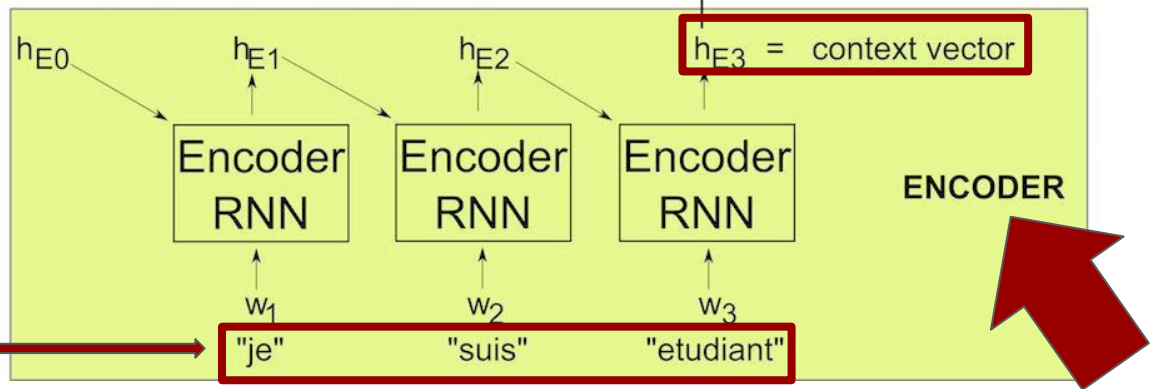 hE0 hE1 hE2 hE3 = context vector
Encoder RNN
Encoder RNN
Encoder RNN
ENCODER
w1 w2 w3
"je" "suis" "etudiant"